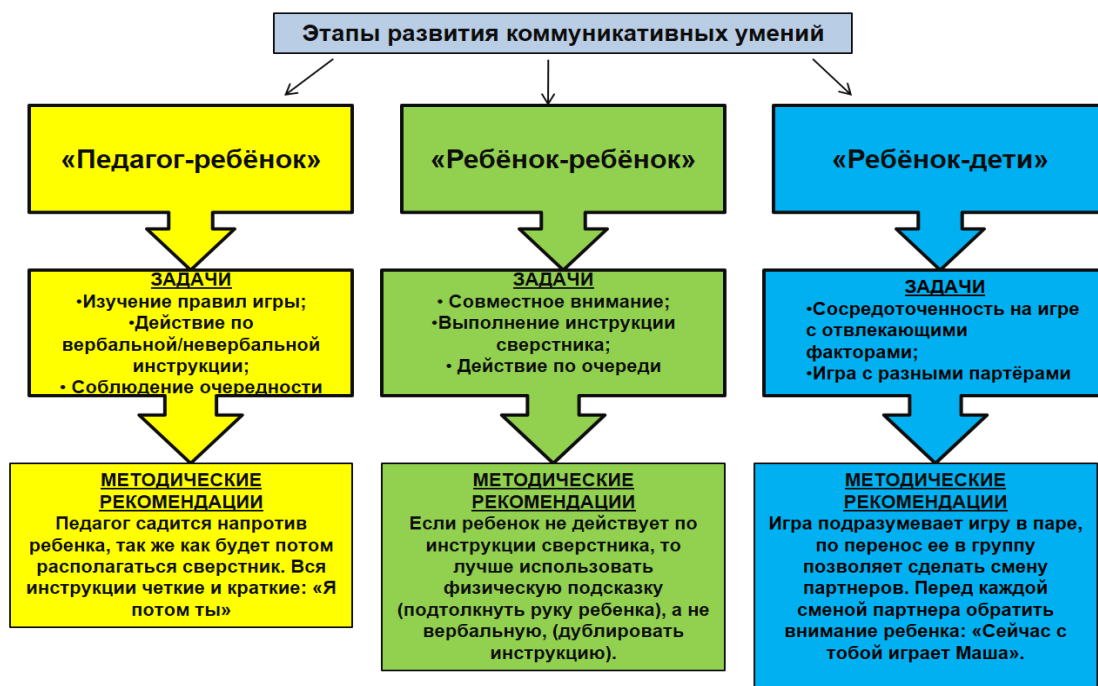 Этапы развития коммуникативных умений
«Педагог-ребёнок»
ЗАДАЧИ
•Изучение правил игры;
•Действие по
вербальной/невербальной
инструкции;
• Соблюдение очередности
МЕТОДИЧЕСКИЕ
РЕКОМЕНДАЦИИ
Педагог садится напротив
ребенка, так же как будет потом
располагаться сверстник. Вся
инструкции четкие и краткие: «Я
потом ты»
«Ребёнок-ребёнок»
ЗАДАЧИ
• Совместное внимание;
•Выполнение инструкции
сверстника;
• Действие по очереди
МЕТОДИЧЕСКИЕ
РЕКОМЕНДАЦИИ
Если ребенок не действует по
инструкции сверстника, то
лучше использовать
физическую подсказку
(подтолкнуть руку ребенка), а не
вербальную, (дублировать
инструкцию).
«Ребёнок-дети»
ЗАДАЧИ
•Сосредоточенность на игре
с отвлекающими
факторами;
•Игра с разными партёрами
МЕТОДИЧЕСКИЕ
РЕКОМЕНДАЦИИ
Игра подразумевает игру в паре,
по перенос ее в группу
позволяет сделать смену
партнеров. Перед каждой
сменой партнера обратить
внимание ребенка: «Сейчас с
тобой играет Маша».